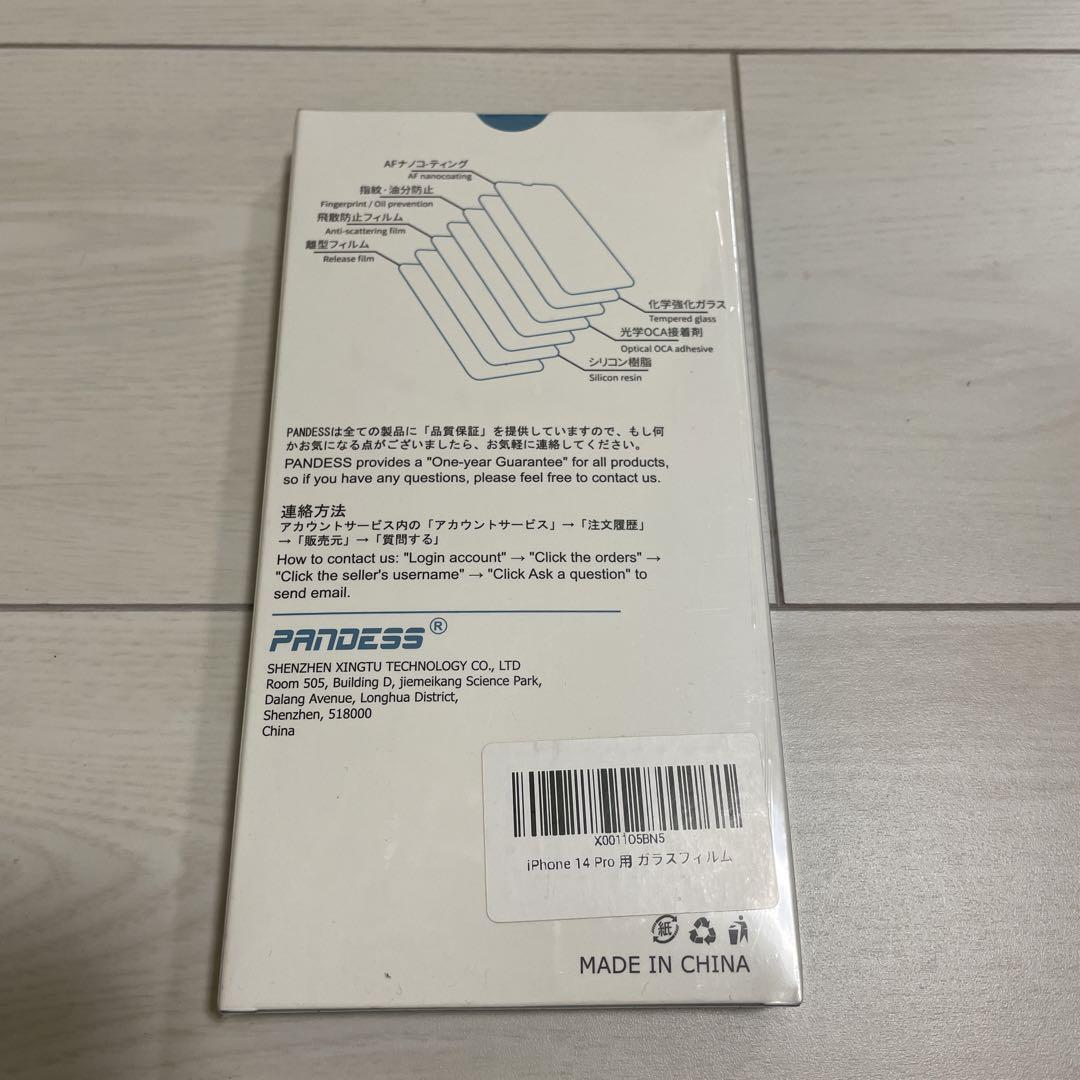 AFナノコ-ティング
AF nanocoating
指紋・油分防止
Fingerprint / Oil prevention
飛散防止フィルム
Anti-scattering film
離型フィルム
Release film
化学強化ガラス
Tempered glass
光学OCA接着剤
Optical OCA adhesive
シリコン樹脂
Silicon resin
PANDESSは全ての製品に「品質保証」を提供していますので、もし何
かお気になる点がございましたら、お気軽に連絡してください。
PANDESS provides a "One-year Guarantee" for all products,
so if you have any questions, please feel free to contact us.
連絡方法
アカウントサービス内の「アカウントサービス」→「注文履歴」
→「販売元」→「質問する」
How to contact us: "Login account" → "Click the orders" →
"Click the seller's username" → "Click Ask a question" to
send email.
PANDESS®
SHENZHEN XINGTU TECHNOLOGY CO., LTD
Room 505, Building D, jiemeikang Science Park,
Dalang Avenue, Longhua District,
Shenzhen, 518000
China
X0011O5BN5
iPhone 14 Pro 用 ガラスフィルム
紙
MADE IN CHINA